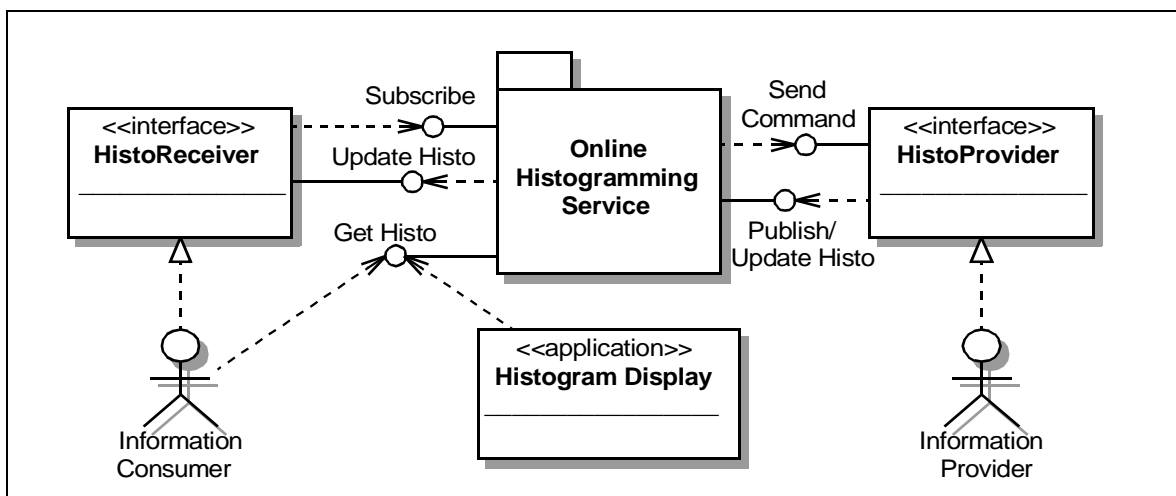 Subscribe
<<interface>>
HistoReceiver
Update Histo
Get Histo
Online
Histogramming
Service
Send
Command
<<interface>>
HistoProvider
Publish/
Update Histo
<<application>>
Histogram Display
Information
Consumer
Information
Provider